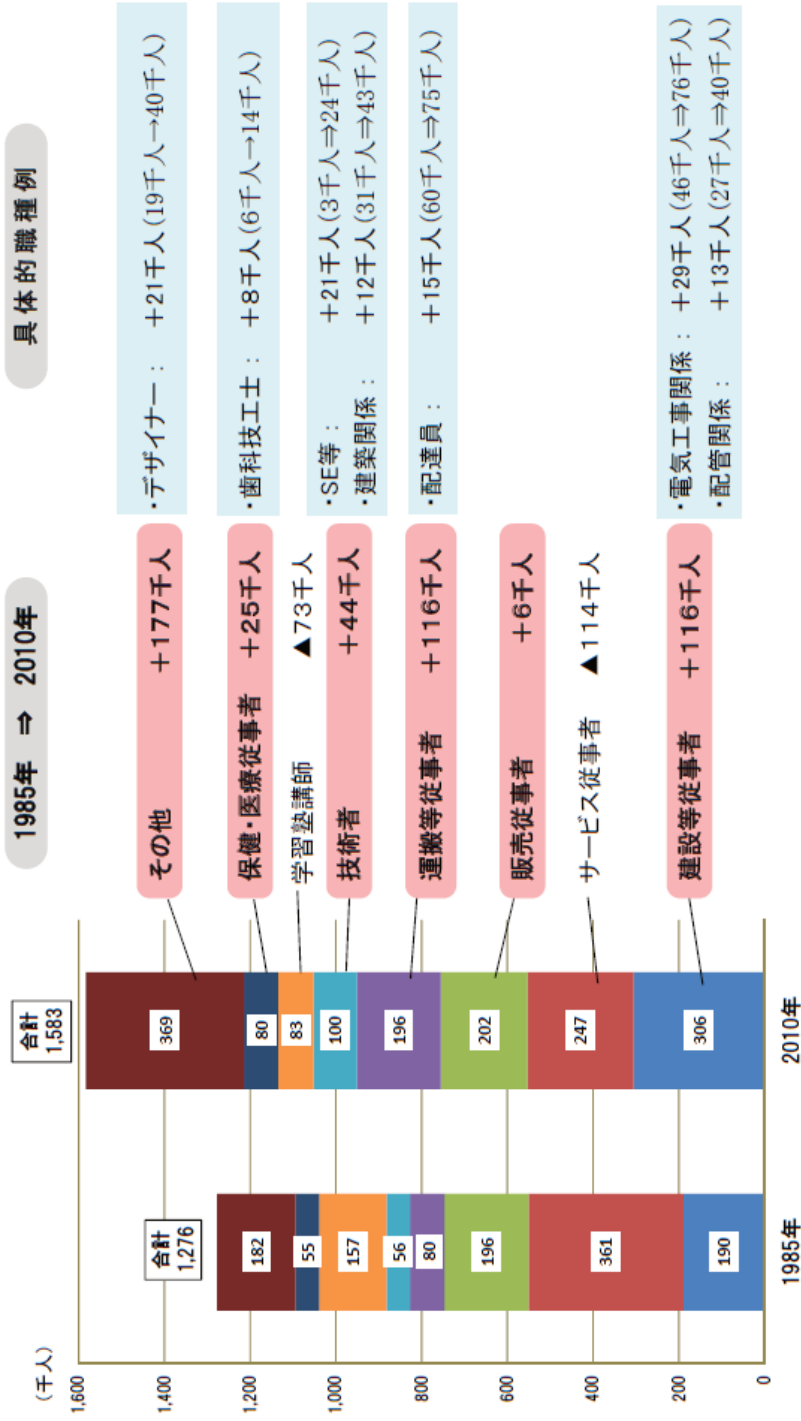 1985年 ⇒ 2010年
具体的職種例
(千人)
1,600
1,400
1,200
1,000
800
600
400
200
0
合計
1,276
182
55
157
56
80
196
361
190
1985年
合計
1,583
369
80
83
100
196
202
247
306
2010年
その他 +177千人
・デザイナー： +21千人(19千人→40千人)
保健・医療従事者 +25千人
・歯科技工士： +8千人(6千人→14千人)
学習塾講師 ▲73千人
技術者 +44千人
・SE等： +21千人(3千人⇒24千人)
・建築関係： +12千人(31千人⇒43千人)
運搬等従事者 +116千人
・配達員： +15千人(60千人⇒75千人)
販売従事者 +6千人
サービス従事者 ▲114千人
建設等従事者 +116千人
・電気工事関係： +29千人(46千人⇒76千人)
・配管関係： +13千人(27千人⇒40千人)